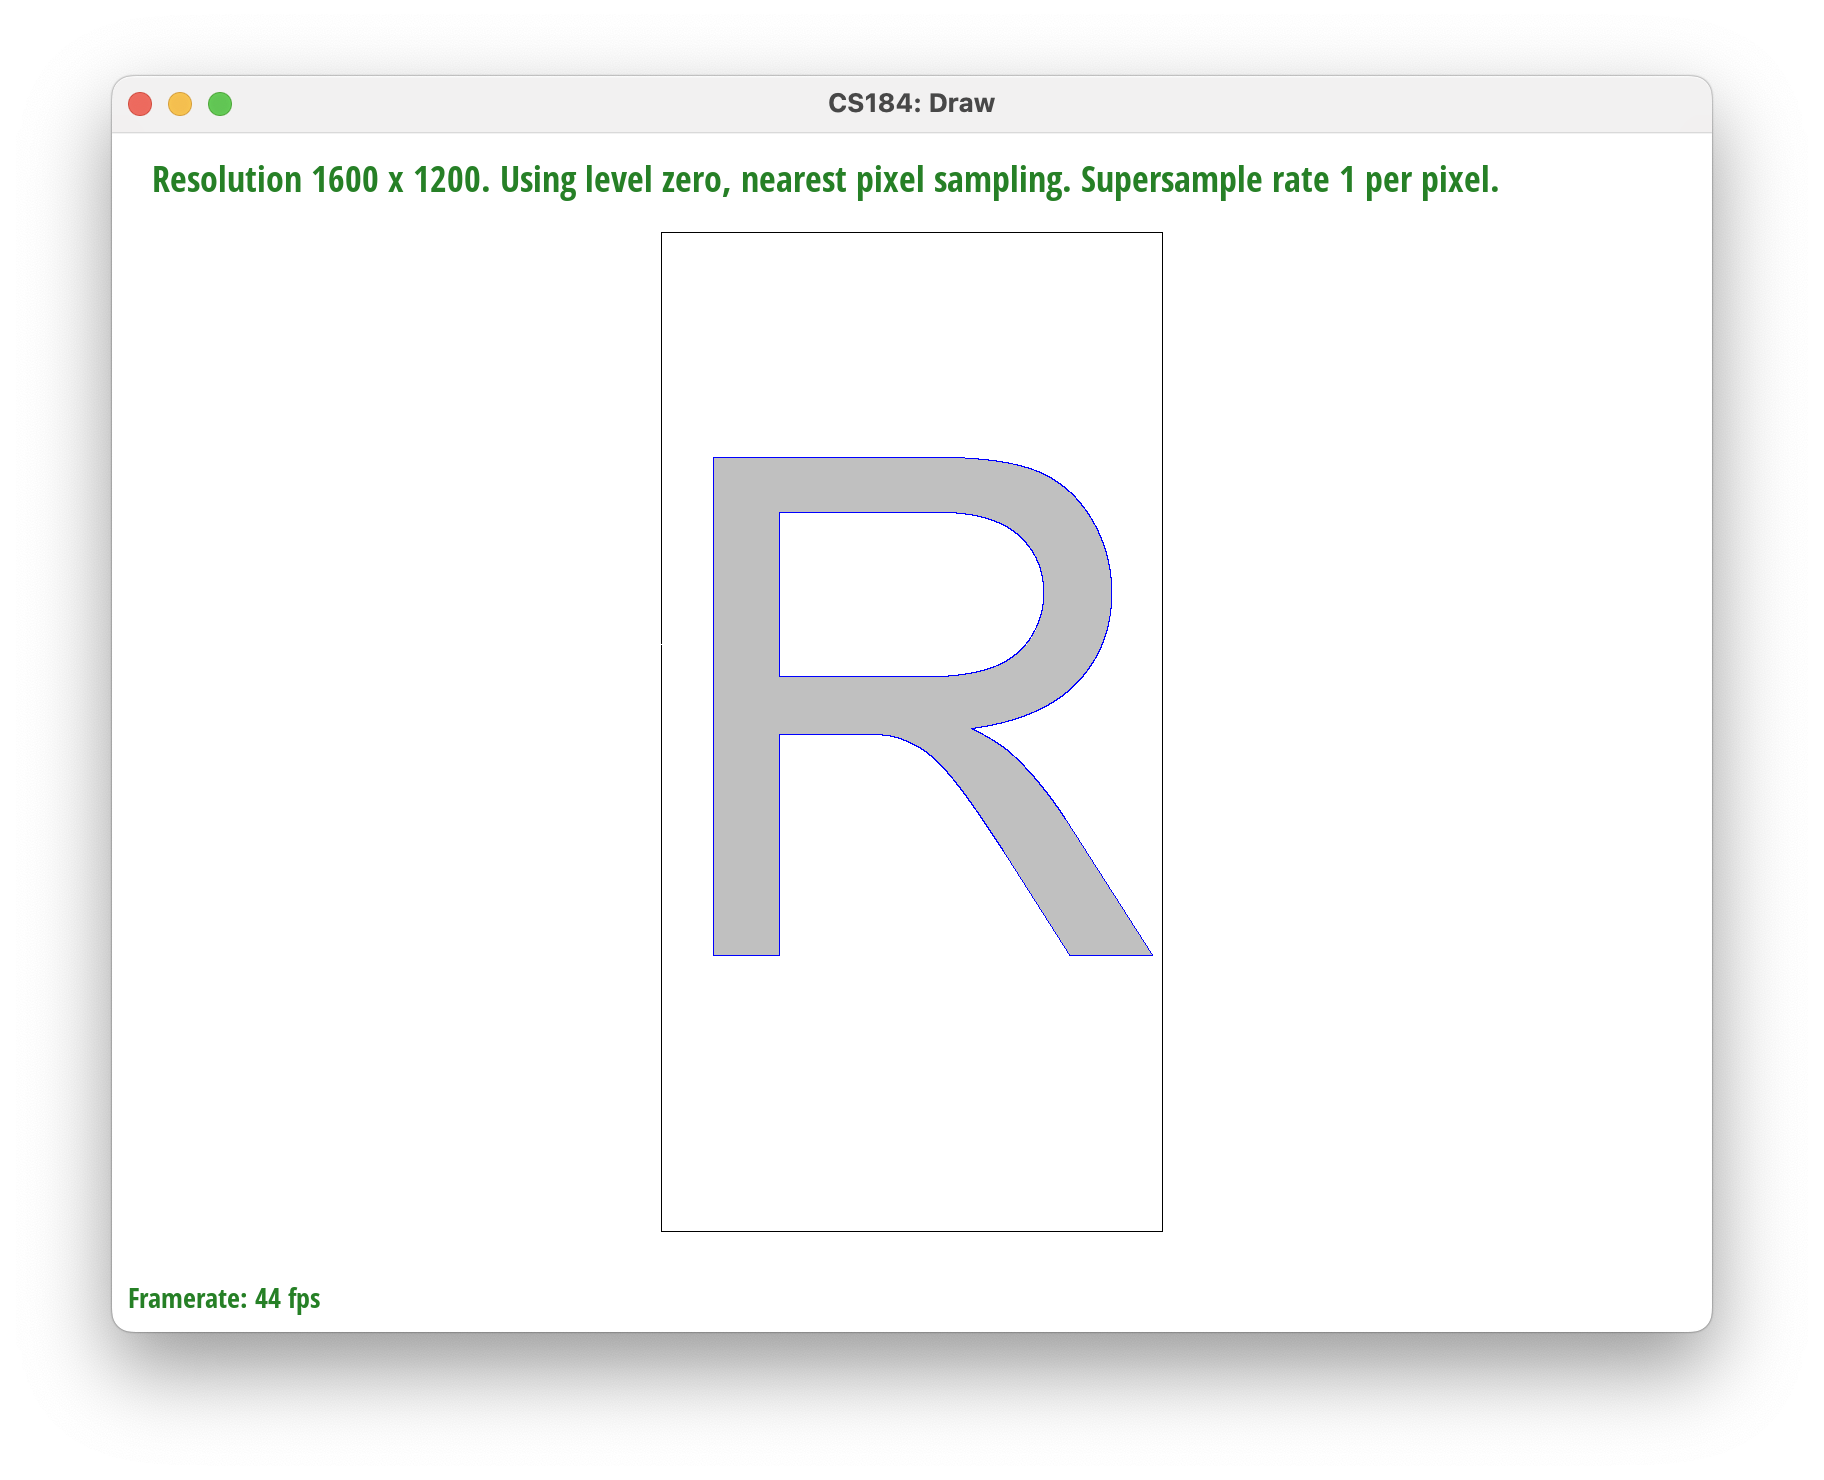 CS184: Draw
Resolution 1600 x 1200. Using level zero, nearest pixel sampling. Supersample rate 1 per pixel.
R
Framerate: 44 fps